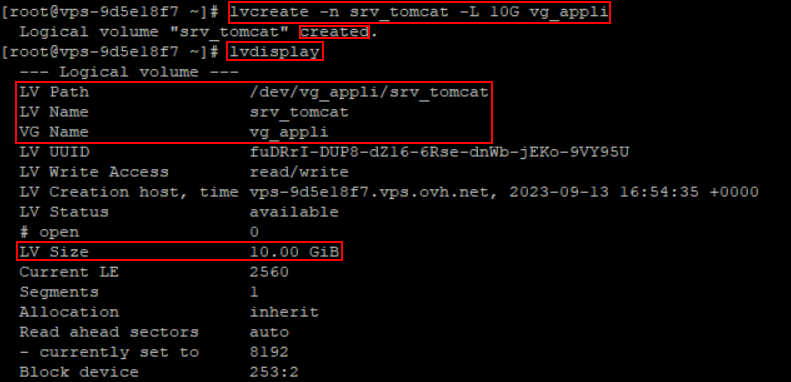 [root@vps-9d5e18f7 ~]# lvcreate -n srv_tomcat -L 10G vg_appli
Logical volume "srv_tomcat" created.
[root@vps-9d5e18f7 ~]# lvdisplay
--- Logical volume ---
LV Path                /dev/vg_appli/srv_tomcat
LV Name                srv_tomcat
VG Name                vg_appli
LV UUID                fuDRrI-DUP8-dZ16-6Rse-dnWb-jEKo-9VY95U
LV Write Access        read/write
LV Creation host, time vps-9d5e18f7.vps.ovh.net, 2023-09-13 16:54:35 +0000
LV Status              available
# open                 0
LV Size                10.00 GiB
Current LE             2560
Segments               1
Allocation             inherit
Read ahead sectors     auto
- currently set to     8192
Block device           253:2